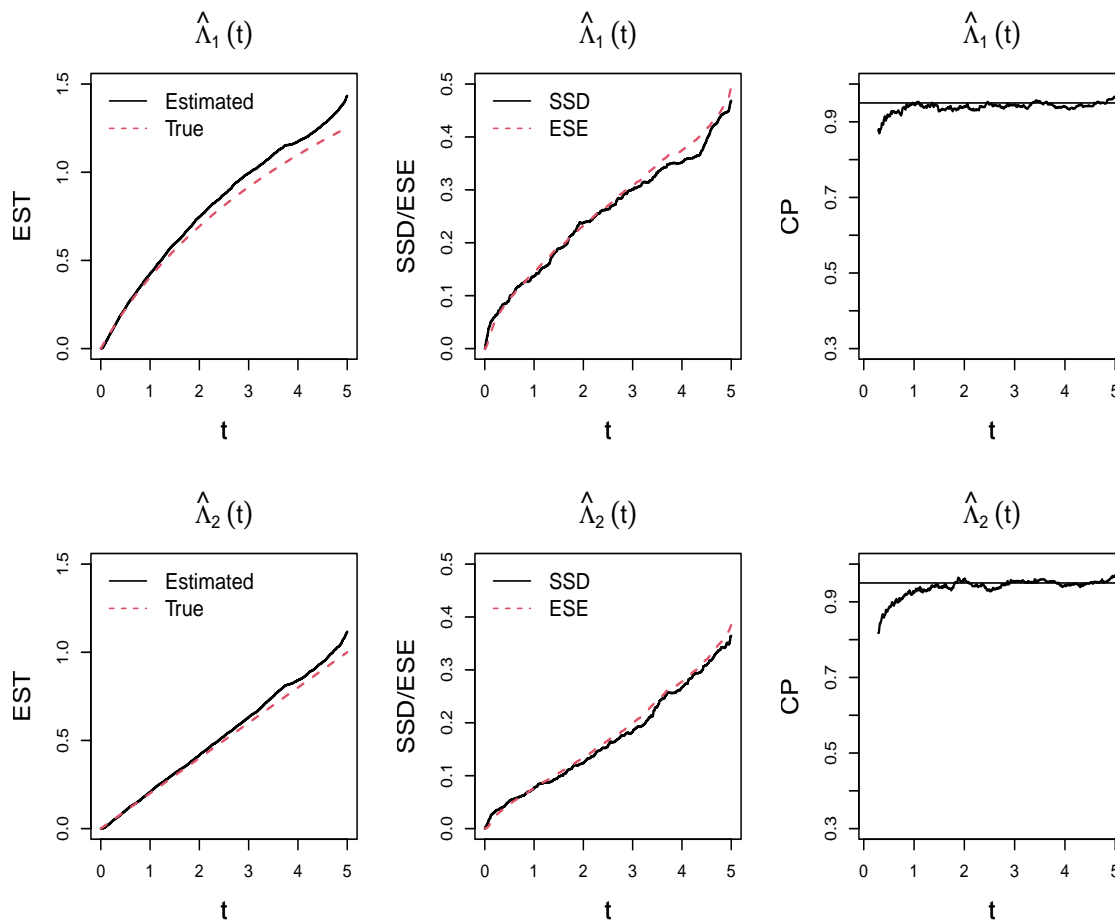 Λ̂₁ (t)
EST
1.5
1.0
0.5
0.0
Estimated
True
0 1 2 3 4 5
t
Λ̂₁ (t)
SSD/ESE
0.5
0.4
0.3
0.2
0.1
0.0
SSD
ESE
0 1 2 3 4 5
t
Λ̂₁ (t)
CP
0.9
0.7
0.5
0.3
0 1 2 3 4 5
t
Λ̂₂ (t)
EST
1.5
1.0
0.5
0.0
Estimated
True
0 1 2 3 4 5
t
Λ̂₂ (t)
SSD/ESE
0.5
0.4
0.3
0.2
0.1
0.0
SSD
ESE
0 1 2 3 4 5
t
Λ̂₂ (t)
CP
0.9
0.7
0.5
0.3
0 1 2 3 4 5
t